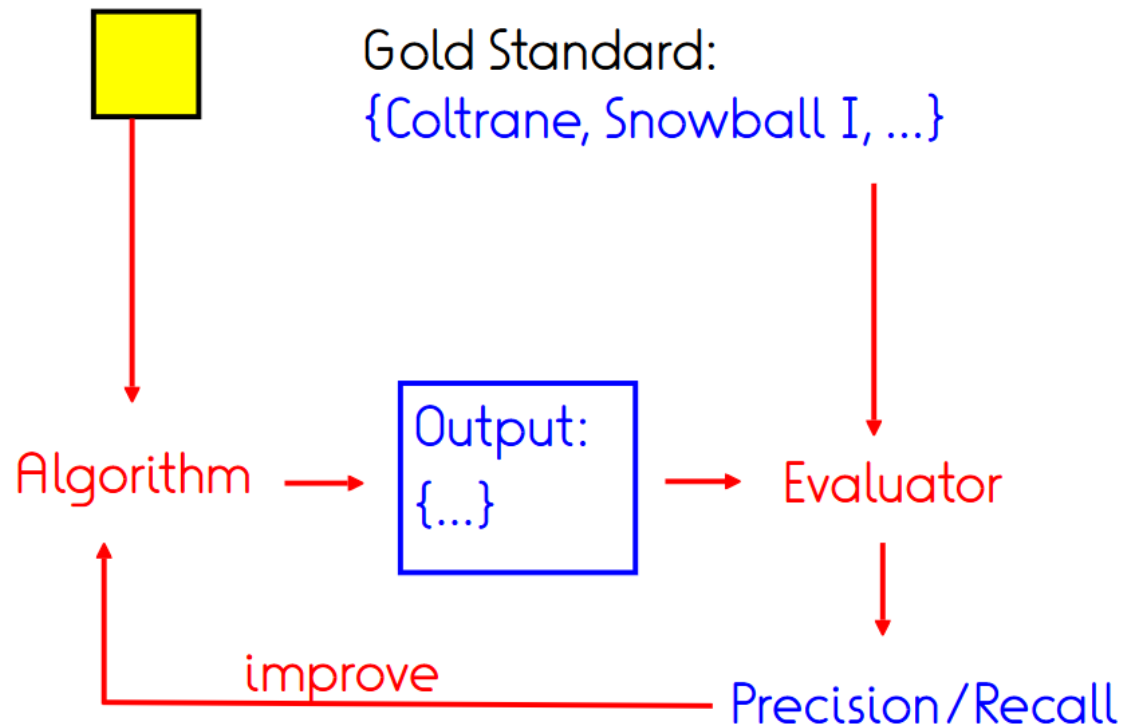 Gold Standard:
{Coltrane, Snowball I, ...}
Algorithm
Output:
{...}
Evaluator
improve
Precision/Recall